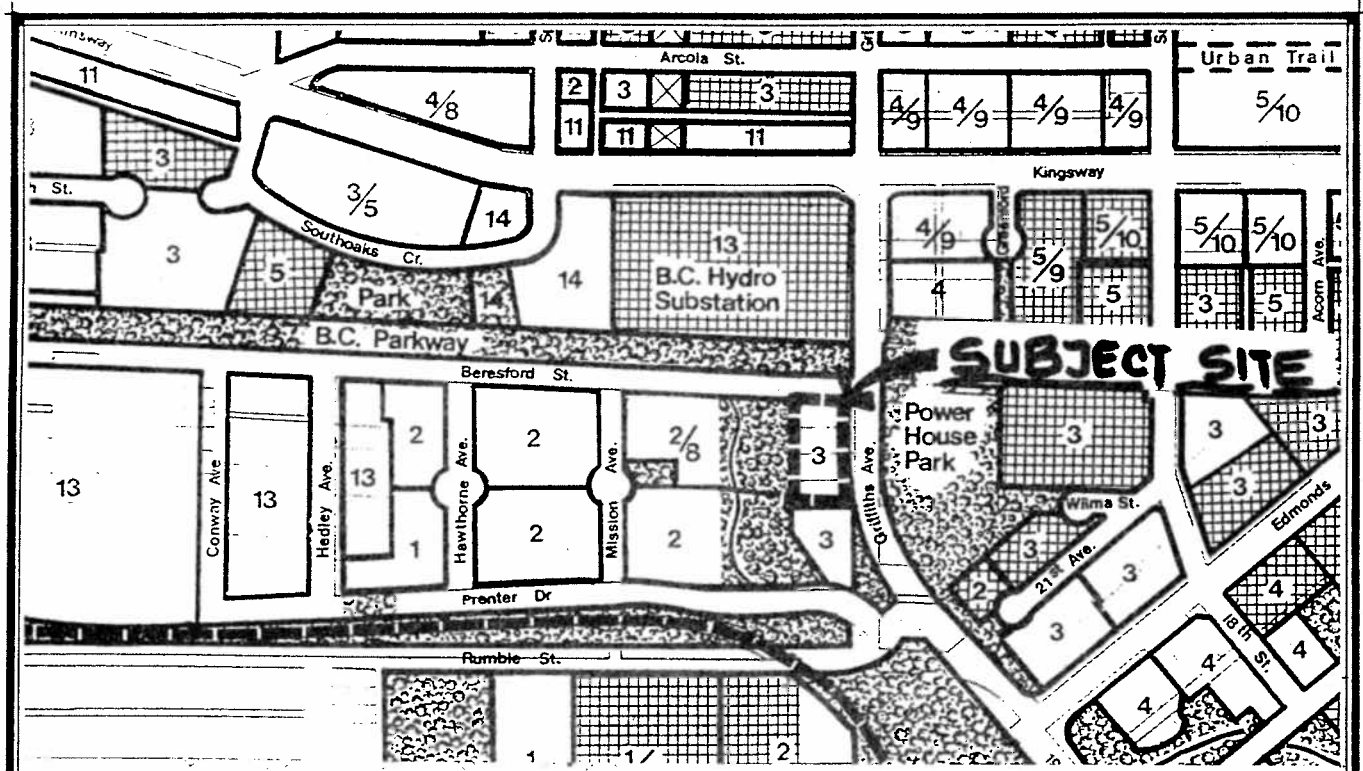 St.
Gri
St.
Arcola St.
Urban Trail
11
4/8
2
3
3
4/9
4/9
4/9
4/9
5/10
11
11
11
Kingsway
3
h St.
3/5
14
Southoaks Cr.
3
5
Park
14
14
13
B.C. Hydro
Substation
4/9
4
5/9
5/10
5
5/10
5/10
3
5
Acorn Ave.
B.C. Parkway
SUBJECT SITE
Beresford St.
13
Conway Ave
13
Hedley Ave.
13
2
1
Hawthorne Ave.
2
2
Mission Ave.
2/8
2
3
3
Griffiths Ave.
Power
House
Park
3
3
3
3
Wilma St.
Edmonds
3
21st Ave.
2
3
3
Prenter Dr
Rumble St.
4
18th St.
4
4
4
1
2